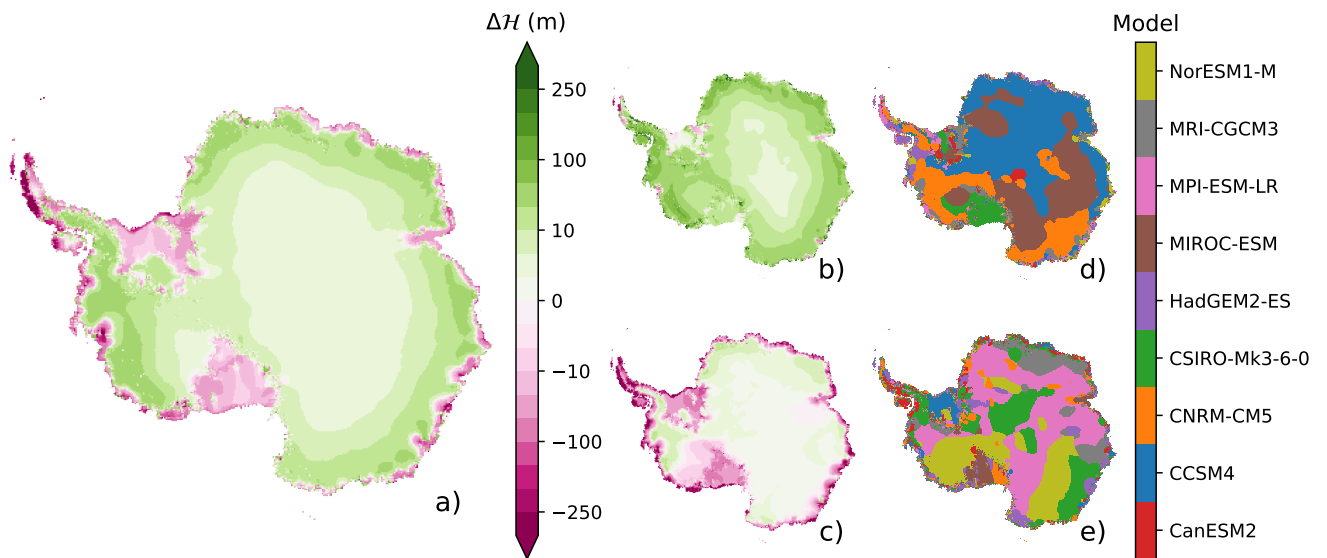 ΔH (m)
250
100
10
0
−10
−100
−250
a)
b)
c)
d)
e)
Model
NorESM1-M
MRI-CGCM3
MPI-ESM-LR
MIROC-ESM
HadGEM2-ES
CSIRO-Mk3-6-0
CNRM-CM5
CCSM4
CanESM2